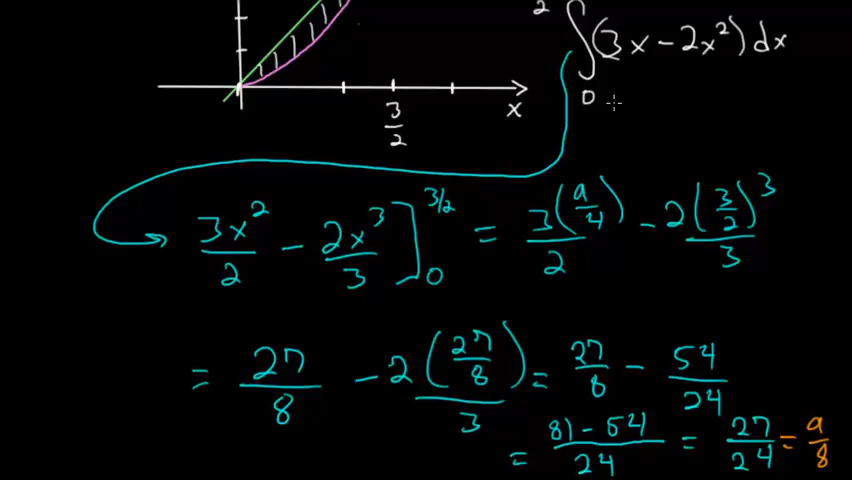 2
∫ (3x - 2x²) dx
0
x
3/2
3x²/2 - 2x³/3 ]₀^(3/2) = 3(9/4)/2 - 2(3/2)³/3
= 27/8 - 2(27/8)/3 = 27/8 - 54/24
= 81 - 54/24 = 27/24 = 9/8